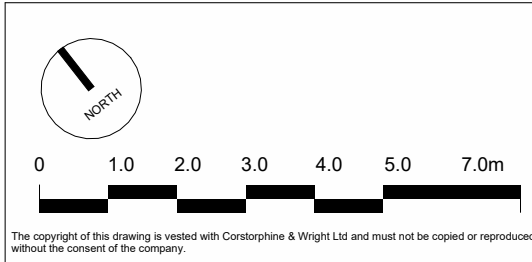 NORTH
0 1.0 2.0 3.0 4.0 5.0 7.0m
The copyright of this drawing is vested with Corstorphine & Wright Ltd and must not be copied or reproduced
without the consent of the company.